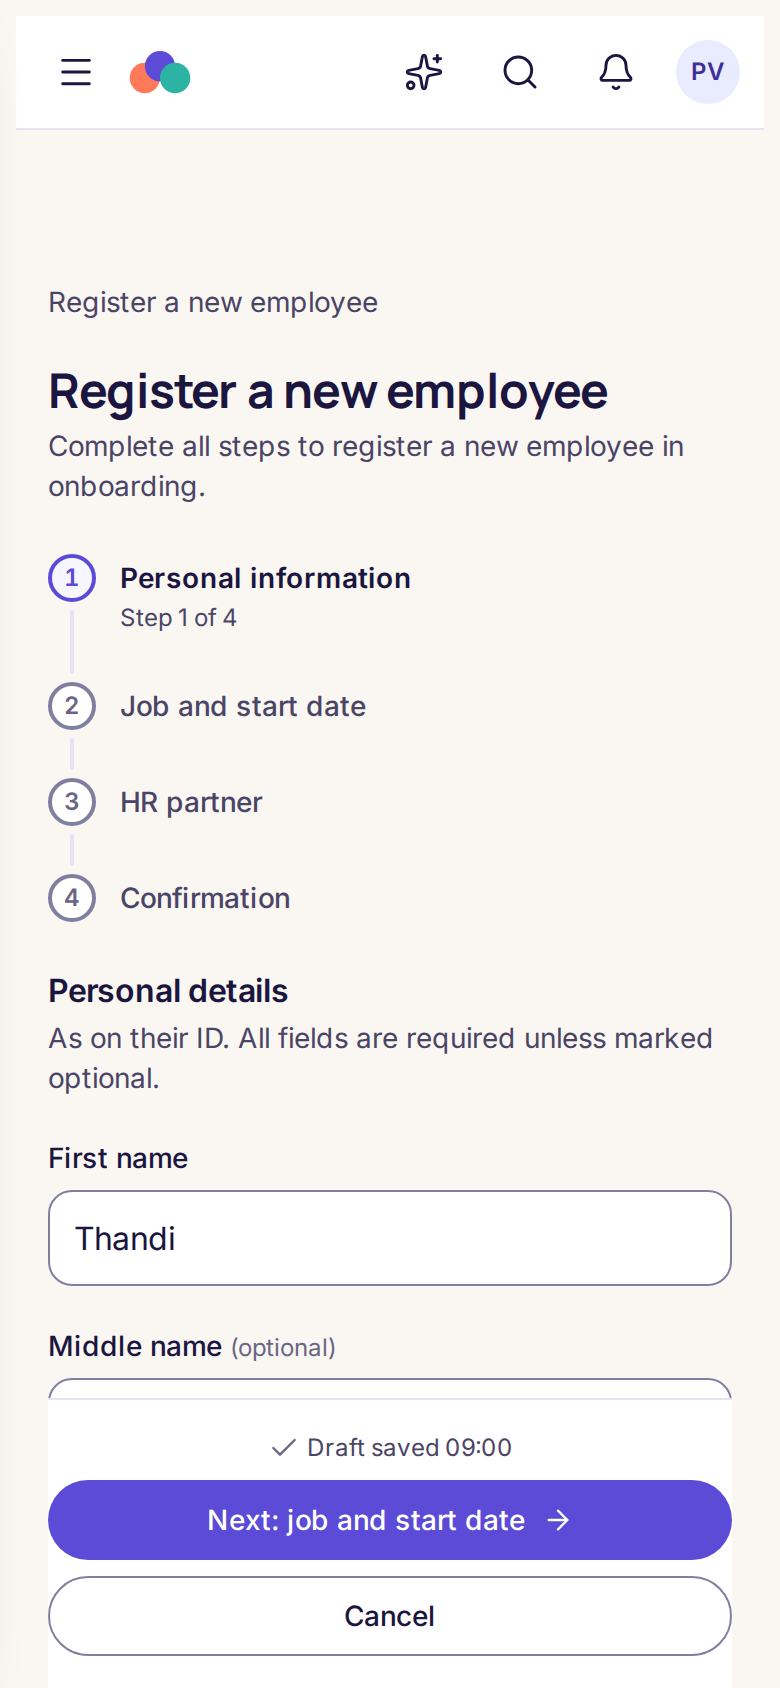 PV
Register a new employee
Register a new employee
Complete all steps to register a new employee in
onboarding.
1 Personal information
Step 1 of 4
2 Job and start date
3 HR partner
4 Confirmation
Personal details
As on their ID. All fields are required unless marked
optional.
First name
Thandi
Middle name (optional)
Draft saved 09:00
Next: job and start date
Cancel